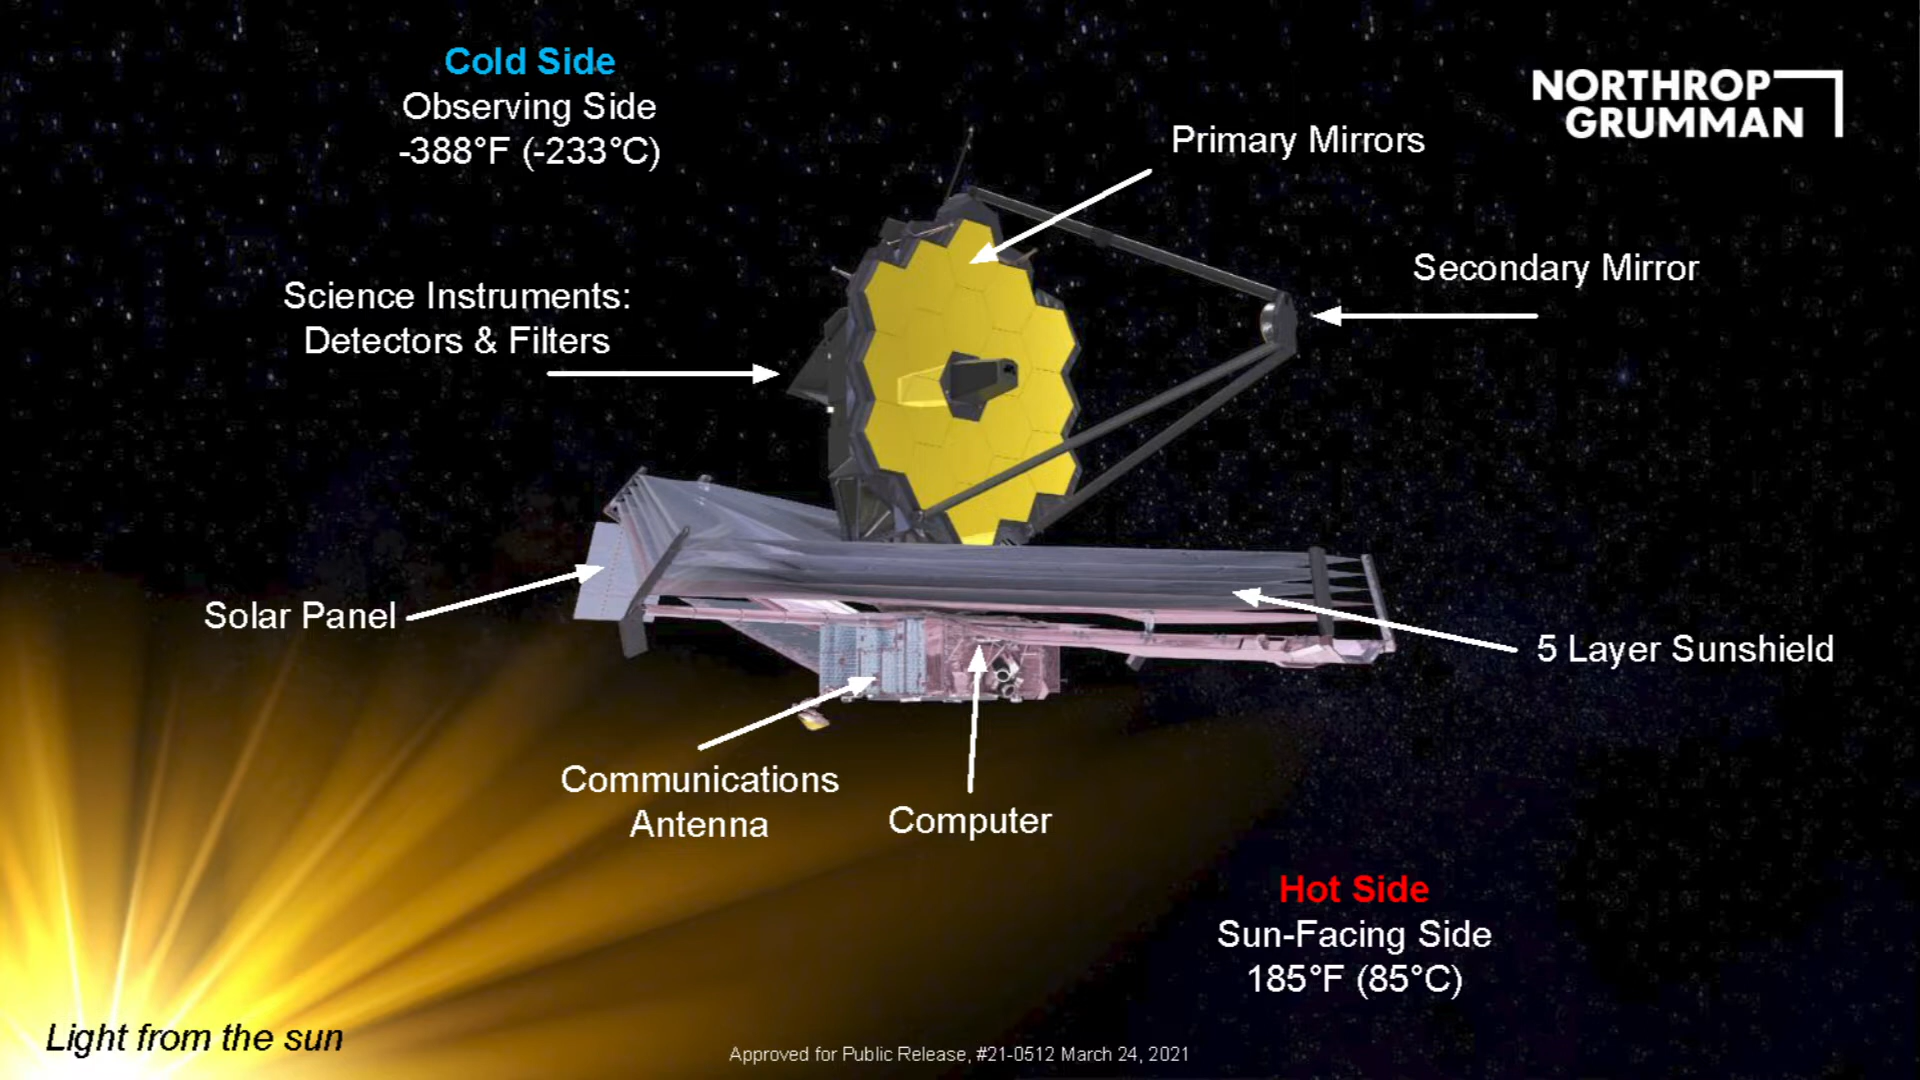 Cold Side
Observing Side
-388°F (-233°C)
NORTHROP
GRUMMAN
Primary Mirrors
Secondary Mirror
Science Instruments:
Detectors & Filters
Solar Panel
5 Layer Sunshield
Communications
Antenna
Computer
Hot Side
Sun-Facing Side
185°F (85°C)
Light from the sun
Approved for Public Release, #21-0512 March 24, 2021